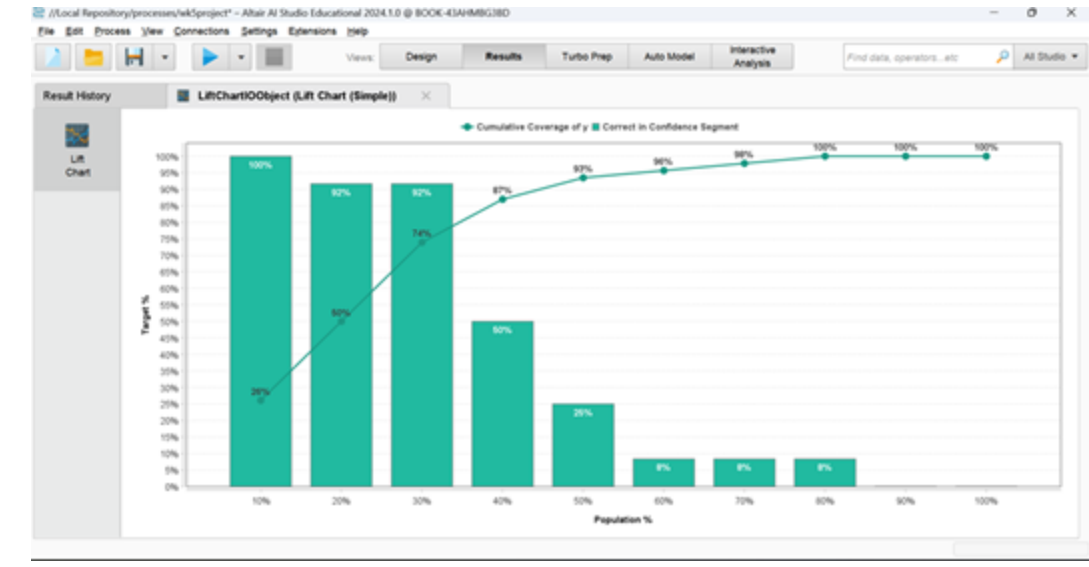 //Local Repository/processes/wk5project* – Altair AI Studio Educational 2024.1.0 @ BOOK-43AHMBG3BD
File Edit Process View Connections Settings Extensions Help
Views: Design Results Turbo Prep Auto Model Interactive Analysis Find data, operators...etc All Studio
Result History LiftChartIOObject (Lift Chart (Simple))
Lift Chart
Cumulative Coverage of y Correct in Confidence Segment
100%
95%
90%
85%
80%
75%
70%
65%
60%
55%
50%
45%
40%
35%
30%
25%
20%
15%
10%
5%
0%
Target %
100% 92% 92% 50% 25% 8% 8% 8%
26% 50% 74% 87% 93% 96% 98% 100% 100% 100%
10% 20% 30% 40% 50% 60% 70% 80% 90% 100%
Population %